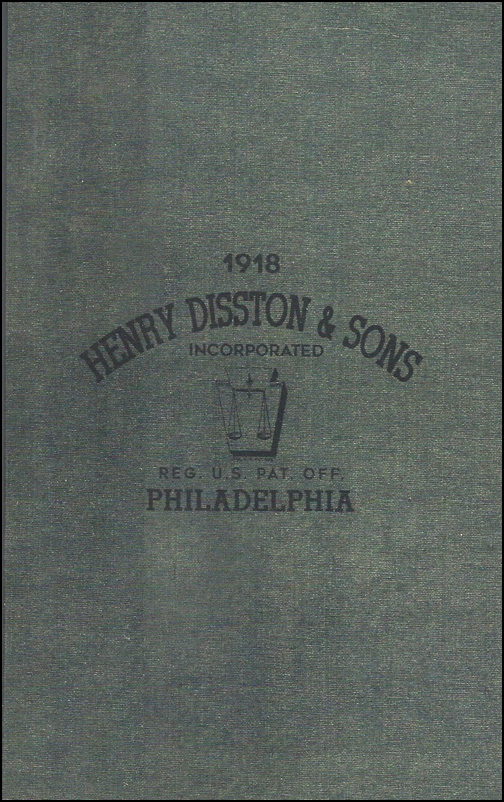 1918
HENRY DISSTON & SONS
INCORPORATED
REG. U.S. PAT. OFF.
PHILADELPHIA